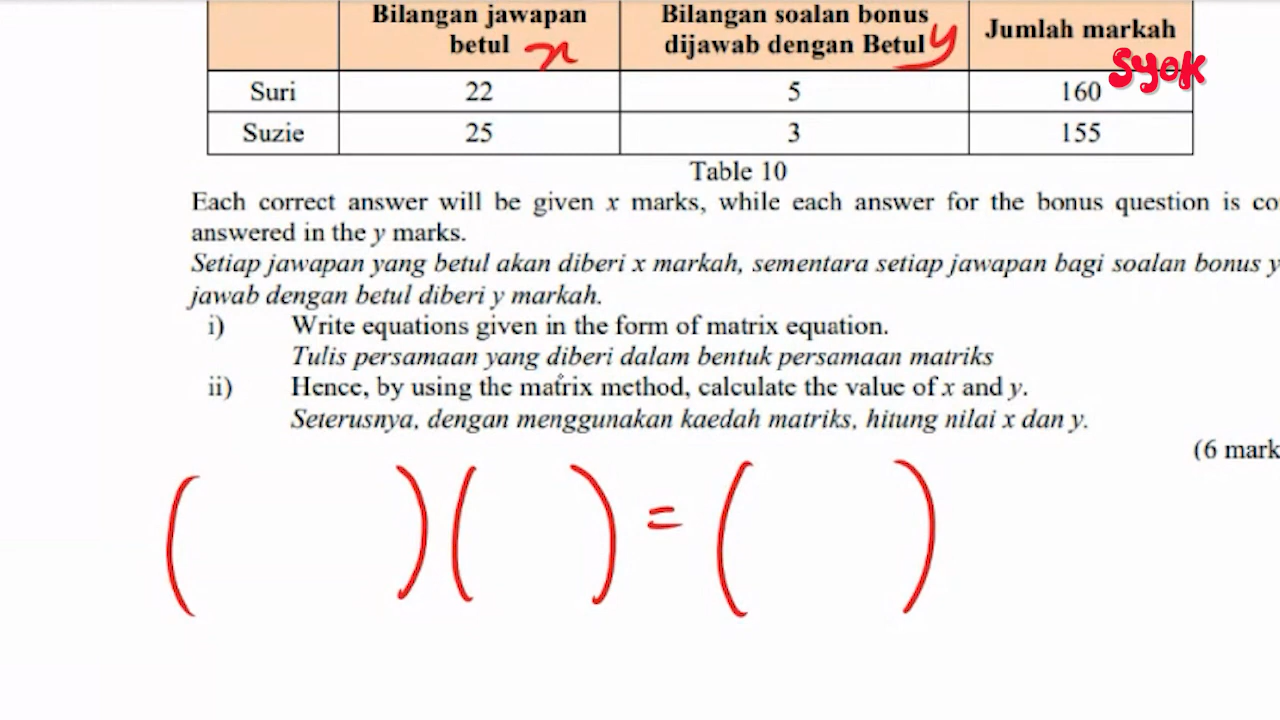 Bilangan jawapan betul x | Bilangan soalan bonus dijawab dengan Betul y | Jumlah markah
syok
Suri 22 5 160
Suzie 25 3 155
Table 10
Each correct answer will be given x marks, while each answer for the bonus question is
answered in the y marks.
Setiap jawapan yang betul akan diberi x markah, sementara setiap jawapan bagi soalan bonus
jawab dengan betul diberi y markah.
i) Write equations given in the form of matrix equation.
Tulis persamaan yang diberi dalam bentuk persamaan matriks
ii) Hence, by using the matrix method, calculate the value of x and y.
Seterusnya, dengan menggunakan kaedah matriks, hitung nilai x dan y.
(6 mark
( ) ( ) = ( )